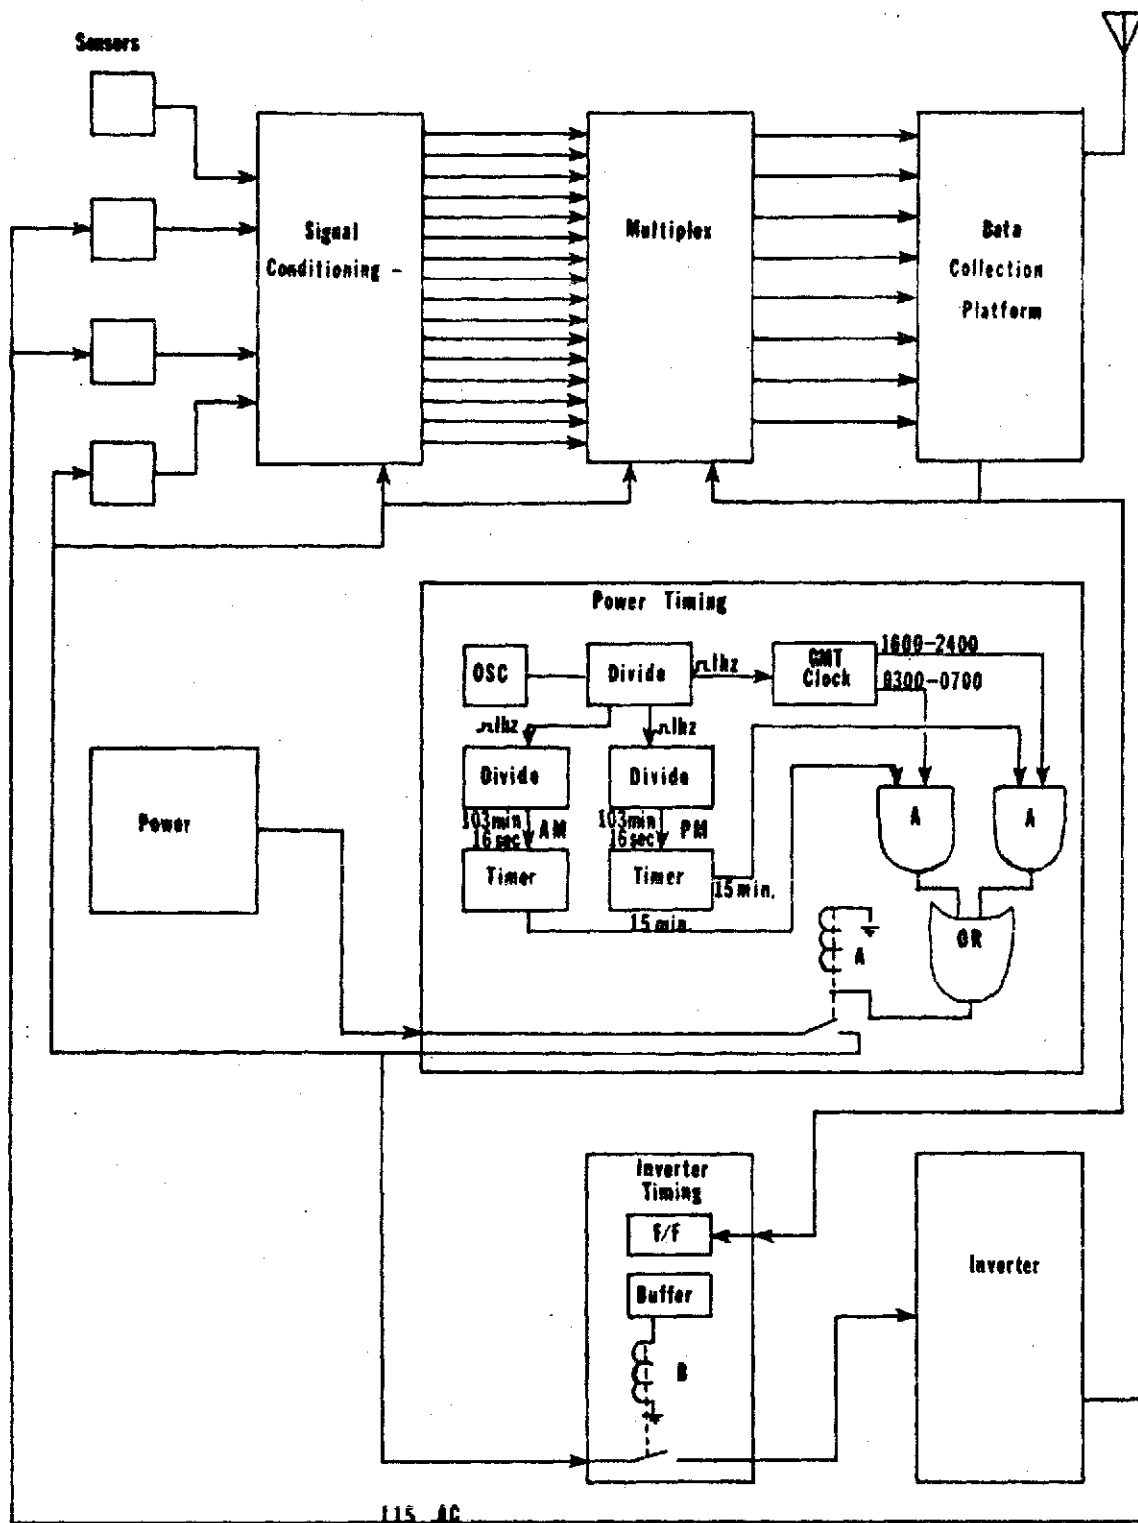 Sensors
Signal
Conditioning -
Multiplex
Data
Collection
Platform
Power Timing
OSC
Divide
⎍1hz
GMT
Clock
1600-2400
0300-0700
⎍1hz
⎍1hz
Divide
Divide
103min
16sec
AM
103min
16sec
PM
Timer
Timer
15min.
15min.
A
A
OR
A
Power
Inverter
Timing
F/F
Buffer
B
Inverter
115 AC